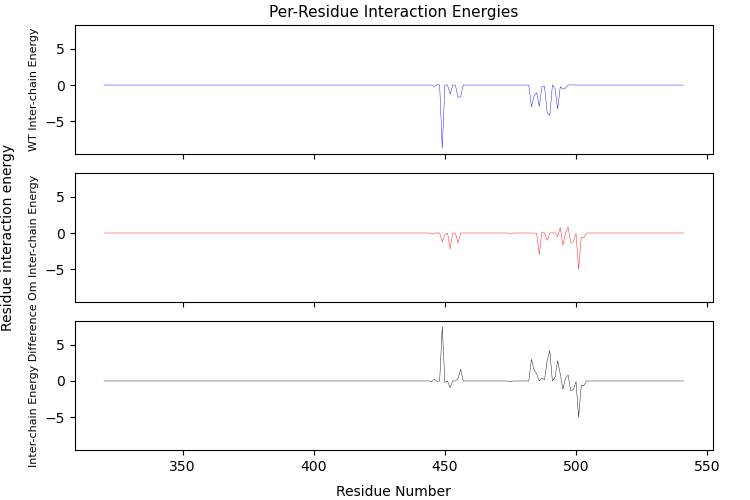 Per-Residue Interaction Energies
Residue interaction energy
WT Inter-chain Energy
5
0
−5
Om Inter-chain Energy
5
0
−5
Inter-chain Energy Difference
5
0
−5
350
400
450
500
550
Residue Number